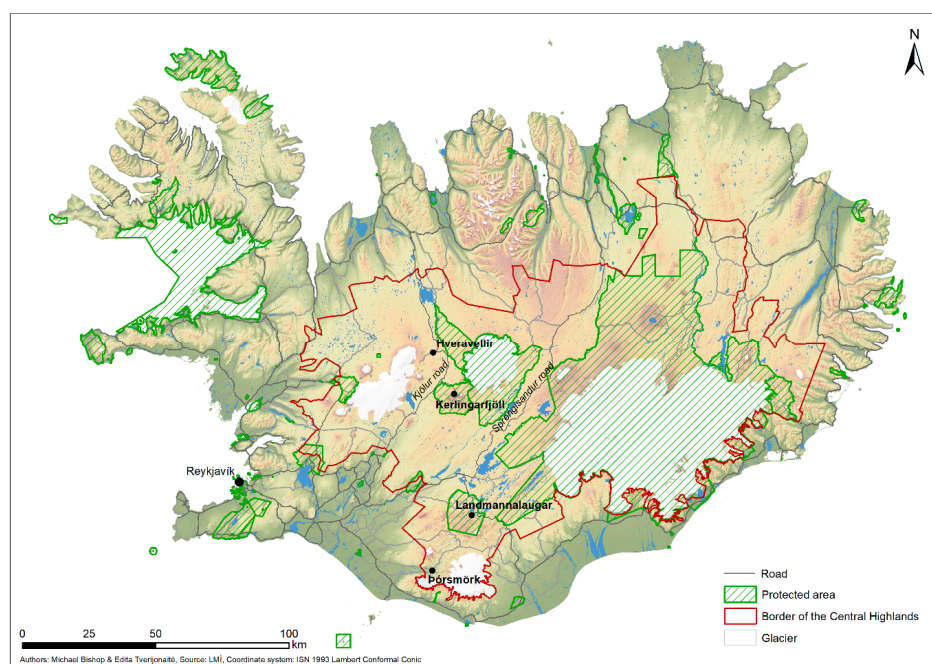 N
Hveravellir
Kjölur road
Kerlingarfjöll
Sprengisandur road
Reykjavík
Landmannalaugar
Þórsmörk
Road
Protected area
Border of the Central Highlands
Glacier
0 25 50 100
km
Authors: Michael Bishop & Edita Tverijonaitė, Source: LMÍ, Coordinate system: ISN 1993 Lambert Conformal Conic